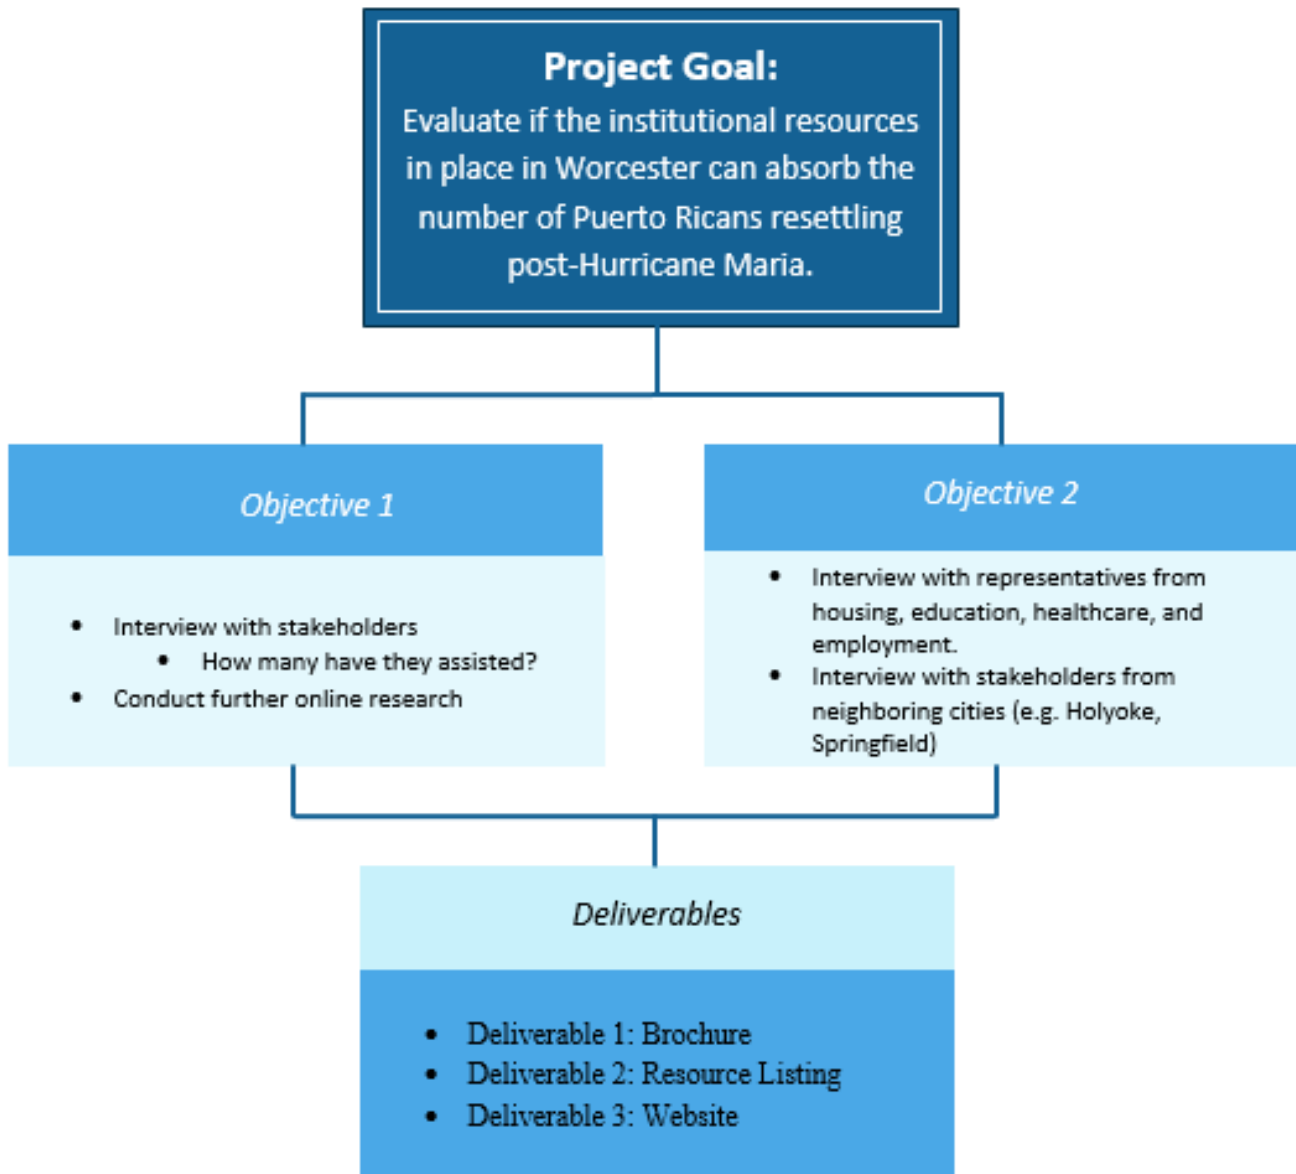 Project Goal:
Evaluate if the institutional resources
in place in Worcester can absorb the
number of Puerto Ricans resettling
post-Hurricane Maria.
Objective 1
• Interview with stakeholders
• How many have they assisted?
• Conduct further online research
Objective 2
• Interview with representatives from
housing, education, healthcare, and
employment.
• Interview with stakeholders from
neighboring cities (e.g. Holyoke,
Springfield)
Deliverables
• Deliverable 1: Brochure
• Deliverable 2: Resource Listing
• Deliverable 3: Website